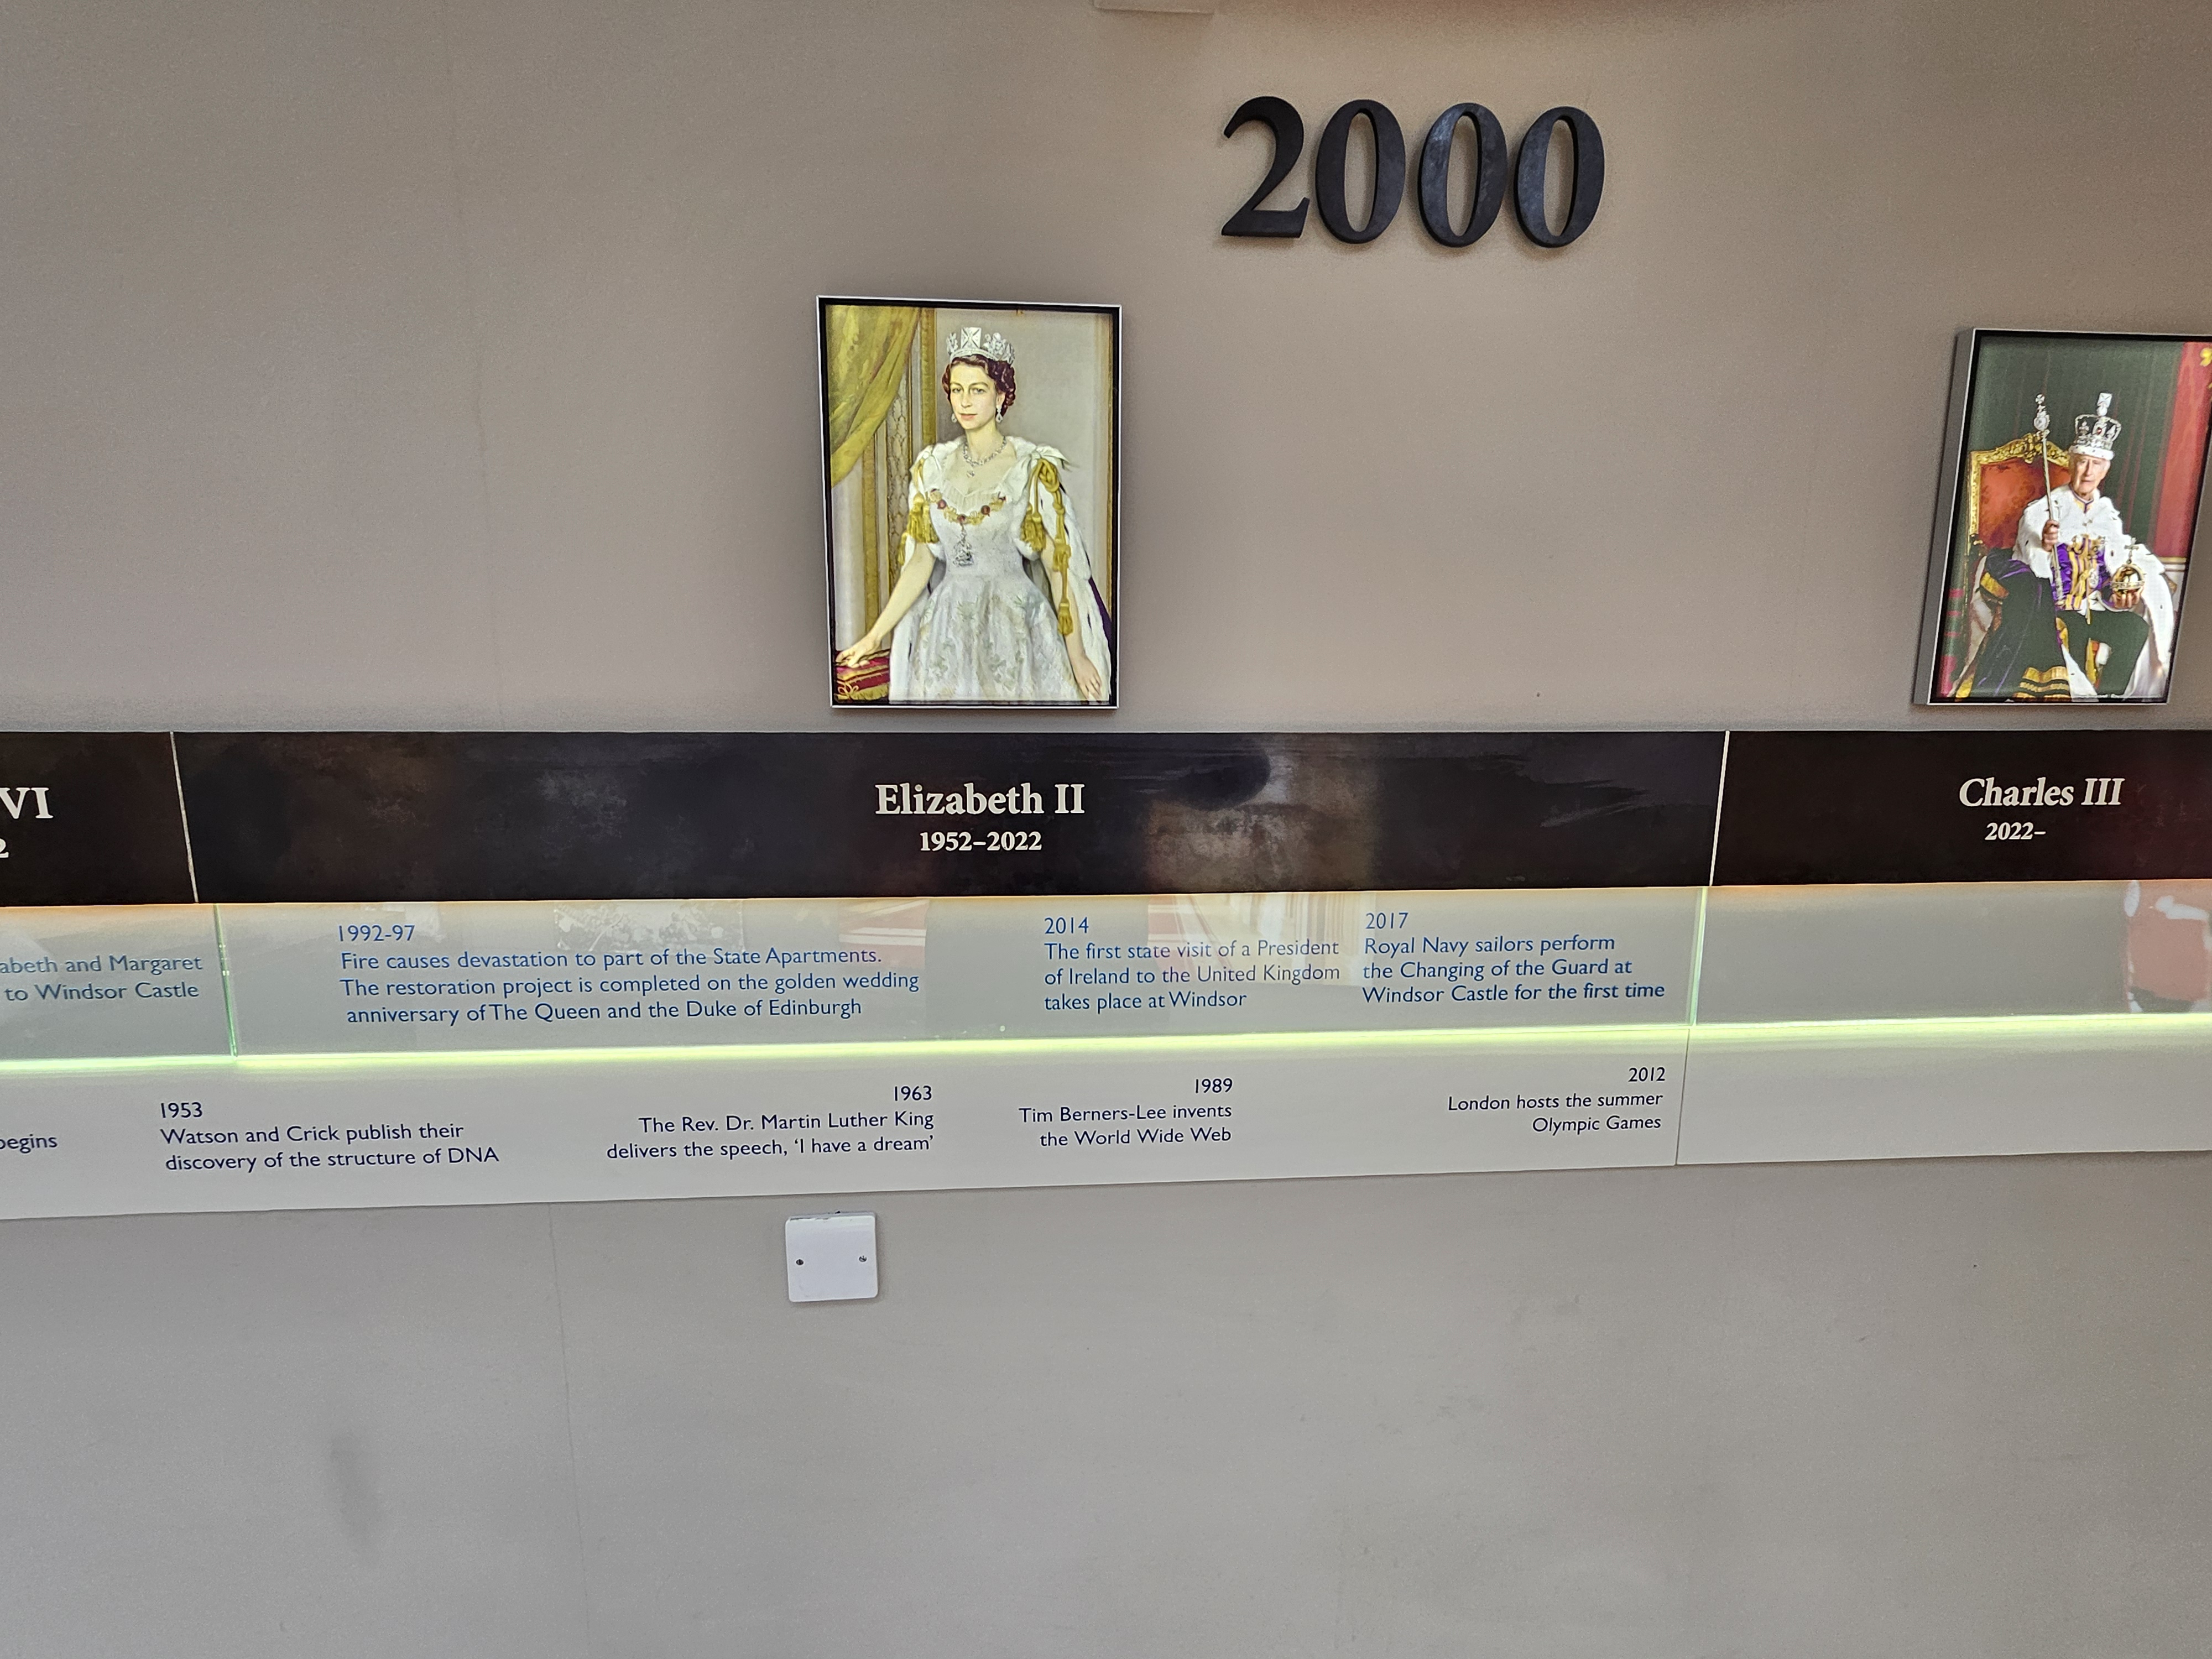 2000
VI
2
Elizabeth II
1952–2022
Charles III
2022–
abeth and Margaret
to Windsor Castle
1992-97
Fire causes devastation to part of the State Apartments.
The restoration project is completed on the golden wedding
anniversary of The Queen and the Duke of Edinburgh
2014
The first state visit of a President
of Ireland to the United Kingdom
takes place at Windsor
2017
Royal Navy sailors perform
the Changing of the Guard at
Windsor Castle for the first time
begins
1953
Watson and Crick publish their
discovery of the structure of DNA
1963
The Rev. Dr. Martin Luther King
delivers the speech, ‘I have a dream’
1989
Tim Berners-Lee invents
the World Wide Web
2012
London hosts the summer
Olympic Games